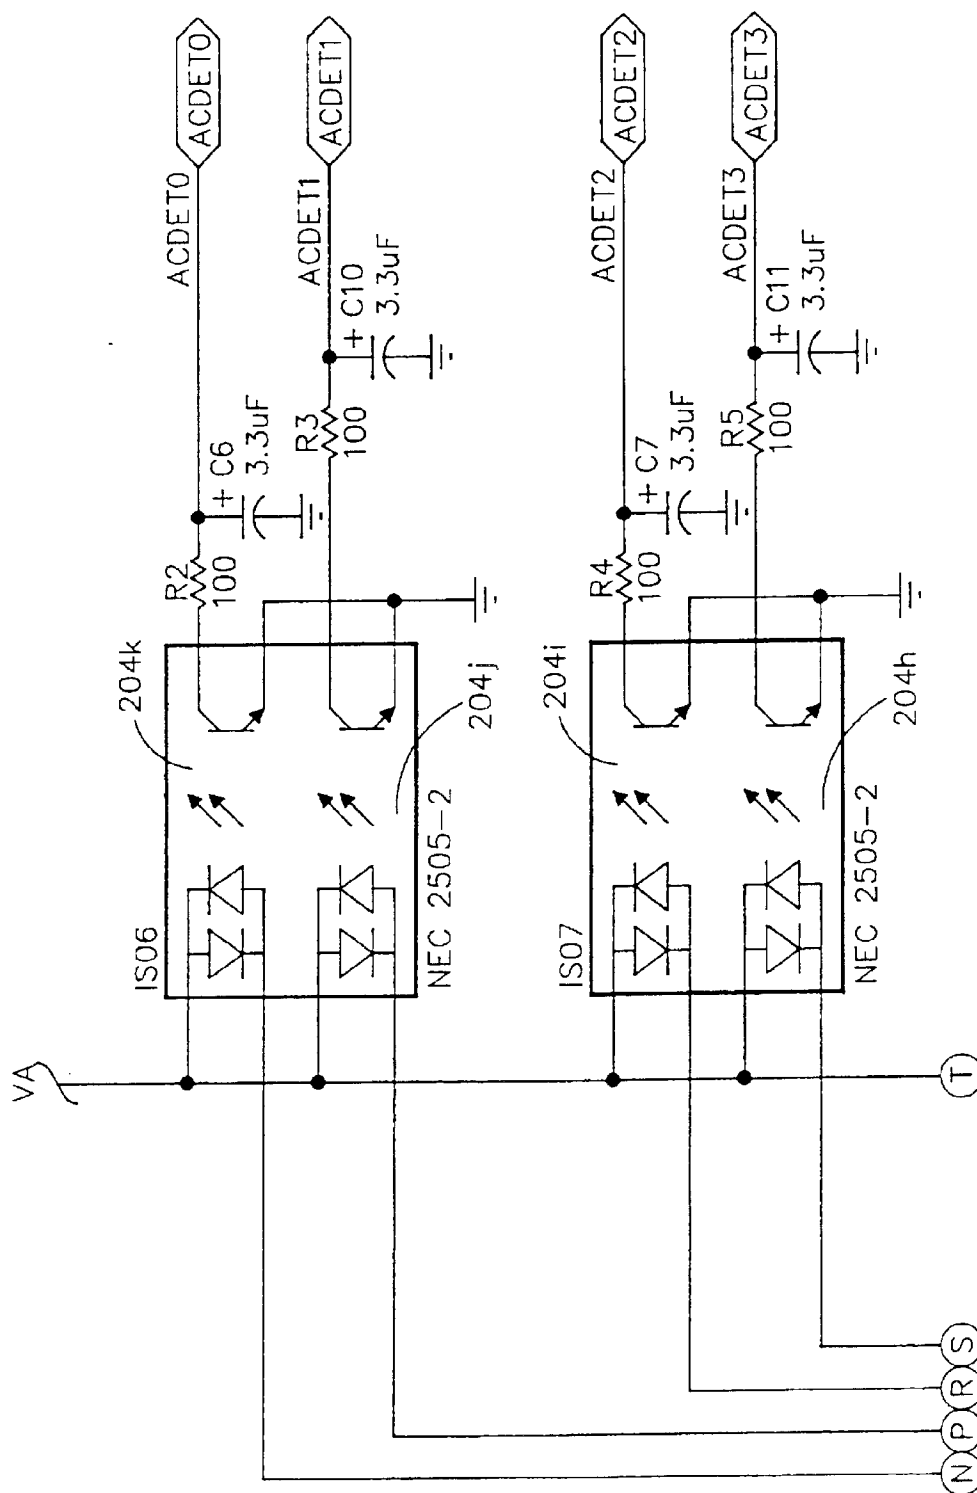 VA
IS06
204k
R2
100
+ C6
3.3uF
ACDET0
ACDET0
NEC 2505-2
204j
R3
100
+ C10
3.3uF
ACDET1
ACDET1
IS07
204i
R4
100
+ C7
3.3uF
ACDET2
ACDET2
NEC 2505-2
204h
R5
100
+ C11
3.3uF
ACDET3
ACDET3
N
P
R
S
T